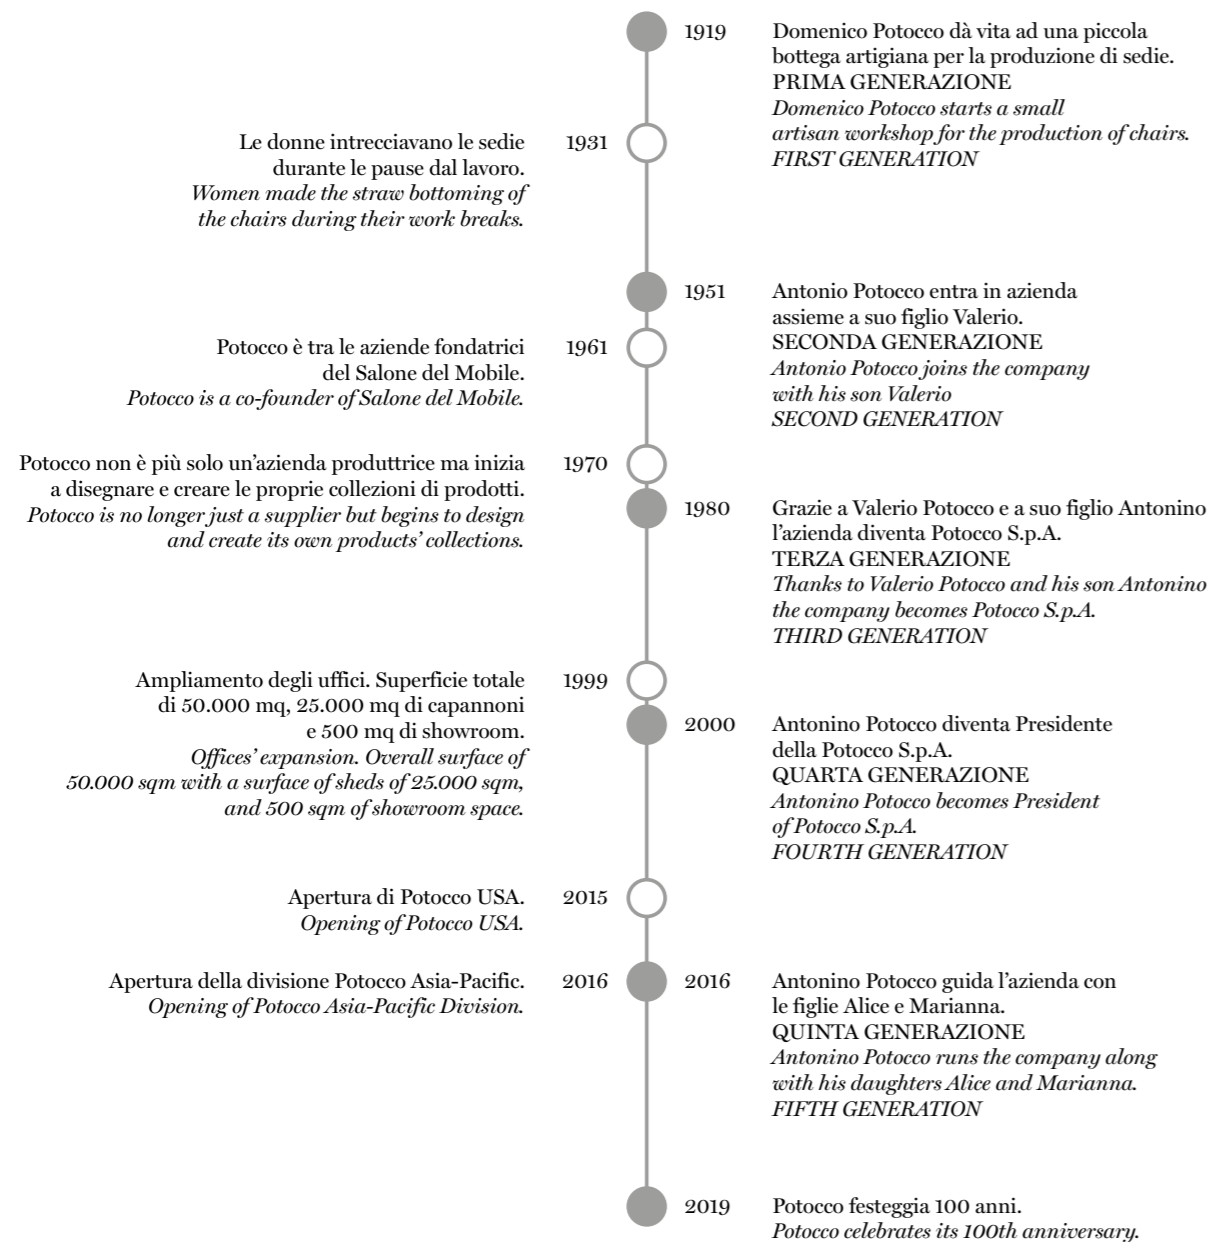 1919
Domenico Potocco dà vita ad una piccola
bottega artigiana per la produzione di sedie.
PRIMA GENERAZIONE
Domenico Potocco starts a small
artisan workshop for the production of chairs.
FIRST GENERATION
1931
Le donne intrecciavano le sedie
durante le pause dal lavoro.
Women made the straw bottoming of
the chairs during their work breaks.
1951
Antonio Potocco entra in azienda
assieme a suo figlio Valerio.
SECONDA GENERAZIONE
Antonio Potocco joins the company
with his son Valerio
SECOND GENERATION
1961
Potocco è tra le aziende fondatrici
del Salone del Mobile.
Potocco is a co-founder of Salone del Mobile.
1970
Potocco non è più solo un’azienda produttrice ma inizia
a disegnare e creare le proprie collezioni di prodotti.
Potocco is no longer just a supplier but begins to design
and create its own products’ collections.
1980
Grazie a Valerio Potocco e a suo figlio Antonino
l’azienda diventa Potocco S.p.A.
TERZA GENERAZIONE
Thanks to Valerio Potocco and his son Antonino
the company becomes Potocco S.p.A.
THIRD GENERATION
1999
Ampliamento degli uffici. Superficie totale
di 50.000 mq, 25.000 mq di capannoni
e 500 mq di showroom.
Offices’ expansion. Overall surface of
50.000 sqm with a surface of sheds of 25.000 sqm,
and 500 sqm of showroom space.
2000
Antonino Potocco diventa Presidente
della Potocco S.p.A.
QUARTA GENERAZIONE
Antonino Potocco becomes President
of Potocco S.p.A.
FOURTH GENERATION
2015
Apertura di Potocco USA.
Opening of Potocco USA.
2016
Apertura della divisione Potocco Asia-Pacific.
Opening of Potocco Asia-Pacific Division.
2016
Antonino Potocco guida l’azienda con
le figlie Alice e Marianna.
QUINTA GENERAZIONE
Antonino Potocco runs the company along
with his daughters Alice and Marianna.
FIFTH GENERATION
2019
Potocco festeggia 100 anni.
Potocco celebrates its 100th anniversary.